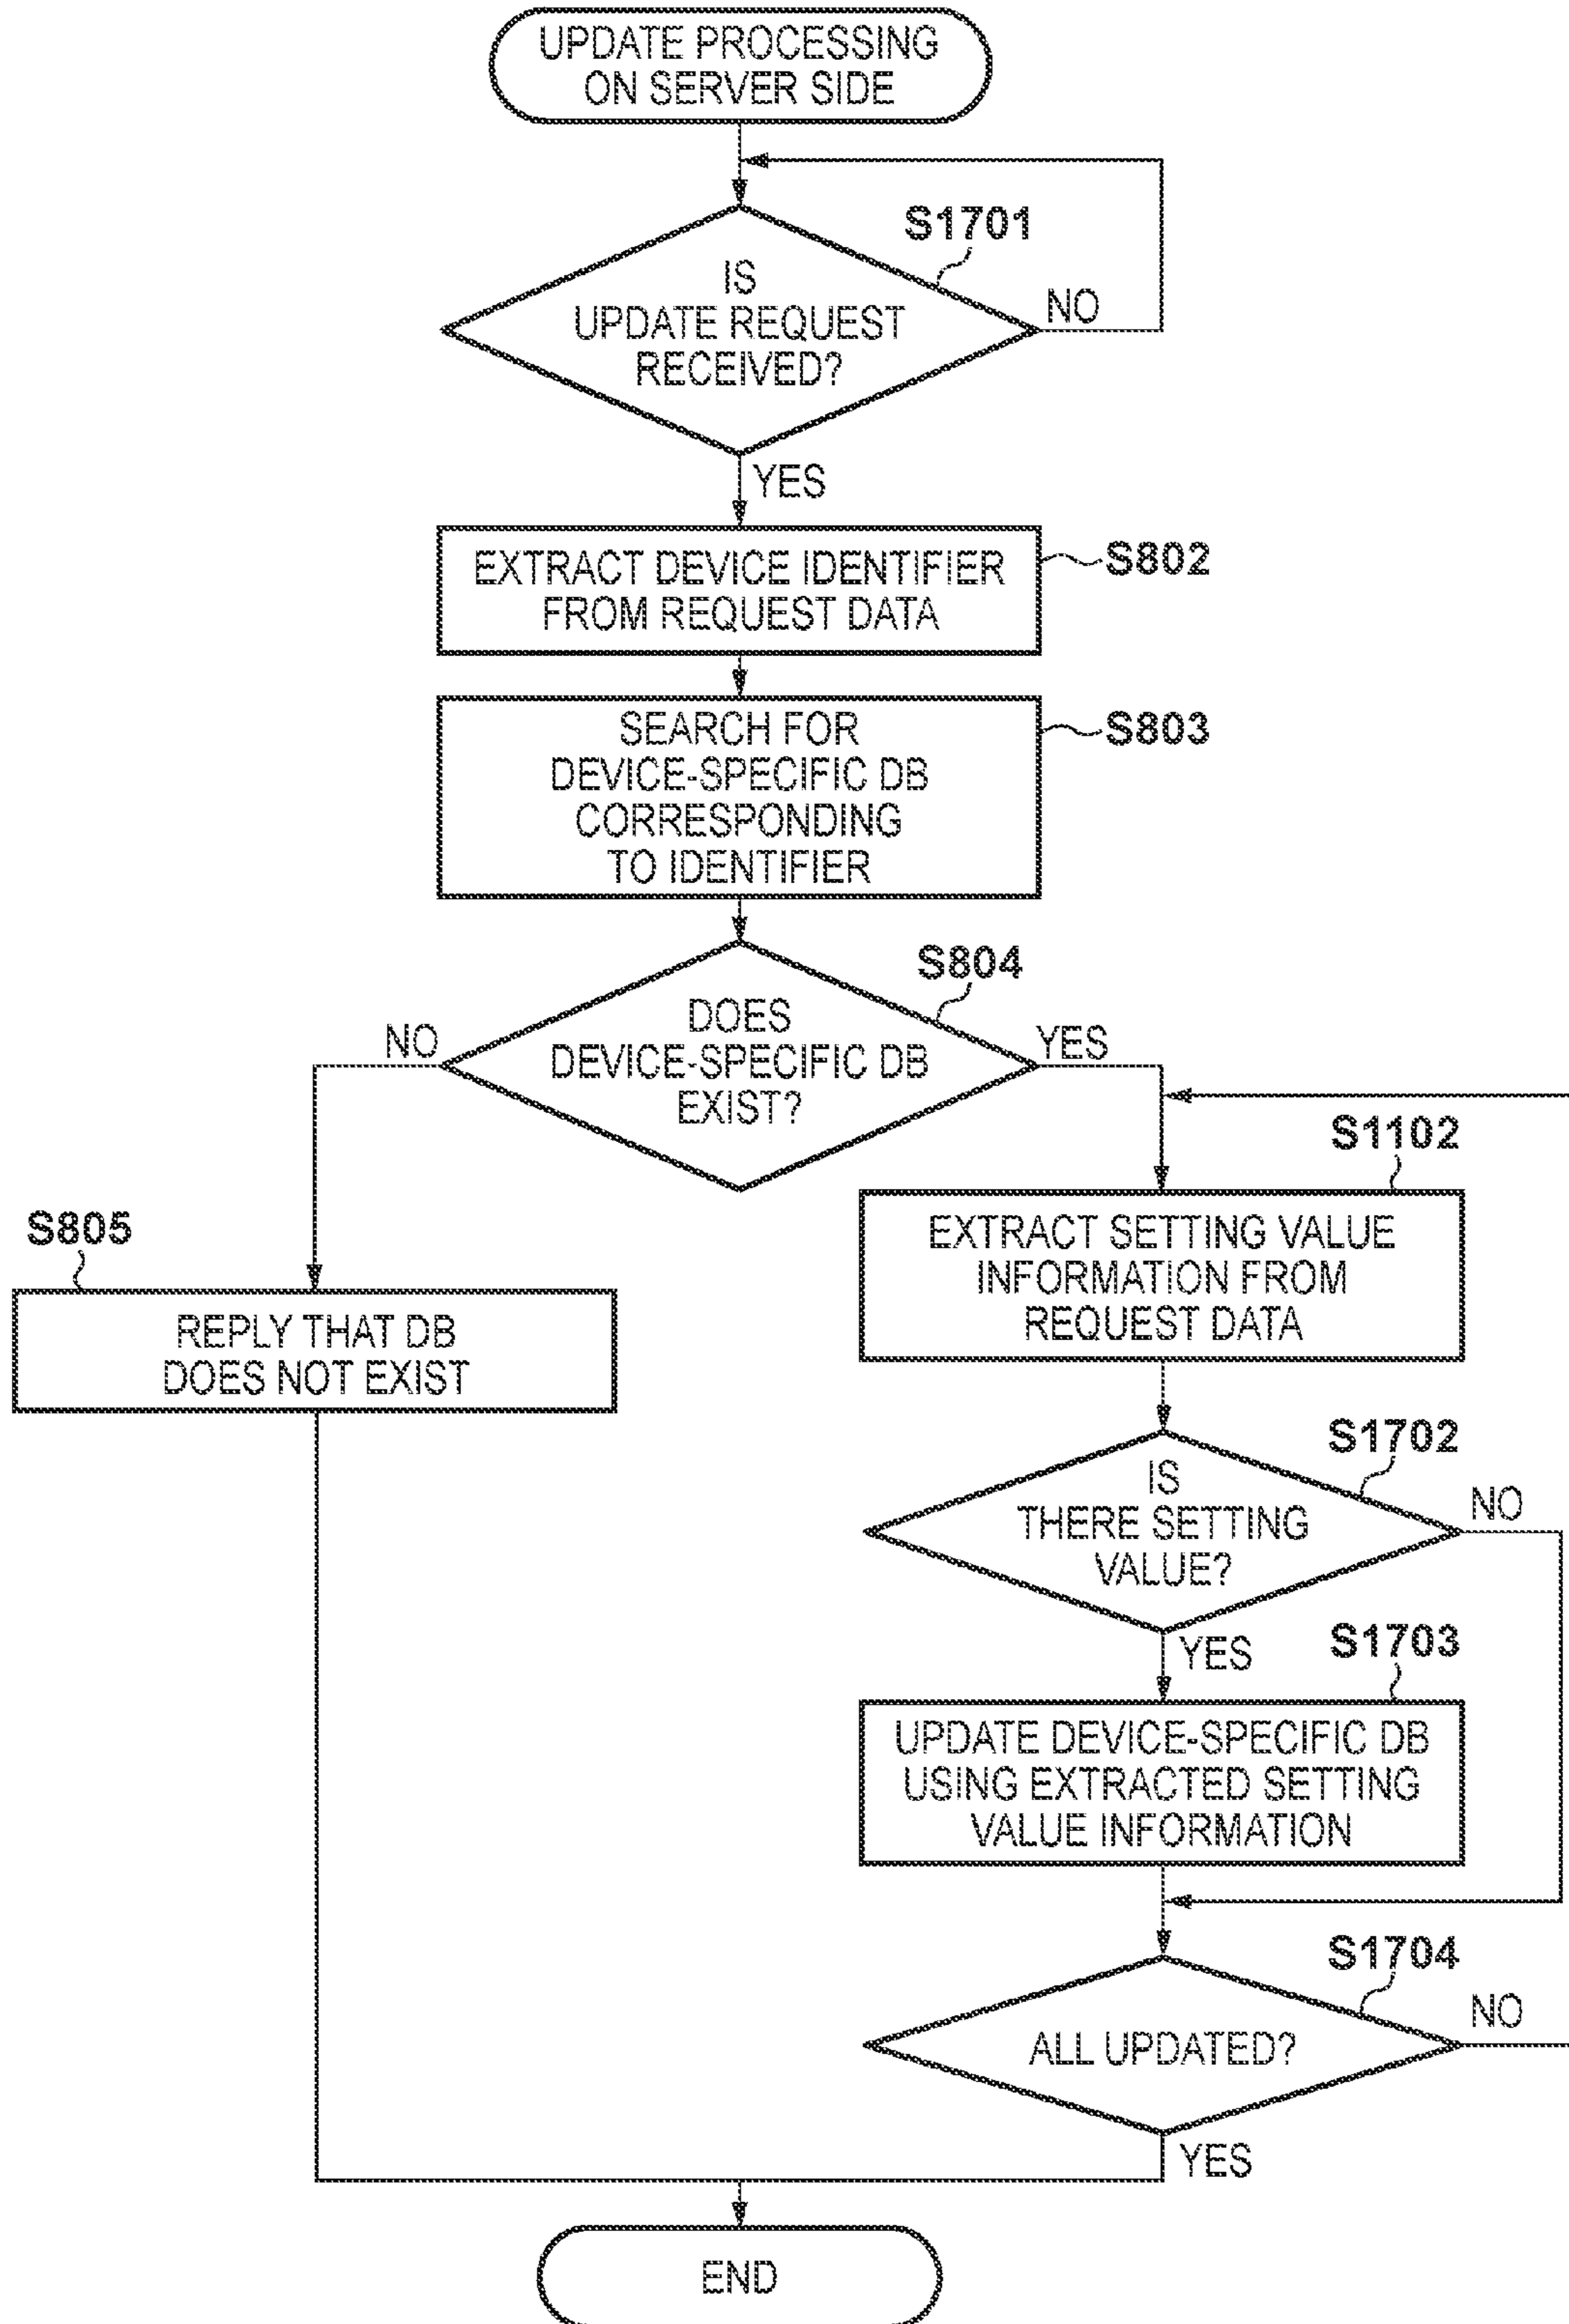 UPDATE PROCESSING
ON SERVER SIDE
S1701
IS
UPDATE REQUEST
RECEIVED?
NO
YES
EXTRACT DEVICE IDENTIFIER
FROM REQUEST DATA
S802
SEARCH FOR
DEVICE-SPECIFIC DB
CORRESPONDING
TO IDENTIFIER
S803
S804
DOES
DEVICE-SPECIFIC DB
EXIST?
NO
YES
S805
REPLY THAT DB
DOES NOT EXIST
S1102
EXTRACT SETTING VALUE
INFORMATION FROM
REQUEST DATA
S1702
IS
THERE SETTING
VALUE?
NO
YES
S1703
UPDATE DEVICE-SPECIFIC DB
USING EXTRACTED SETTING
VALUE INFORMATION
S1704
ALL UPDATED?
NO
YES
END